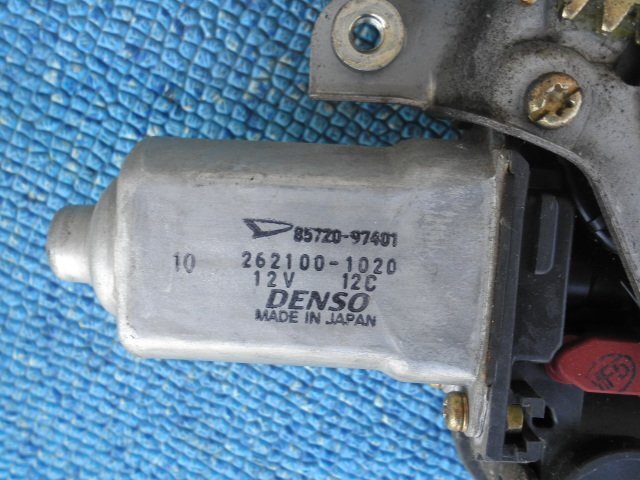 85720-97401
10 262100-1020
12V 12C
DENSO
MADE IN JAPAN